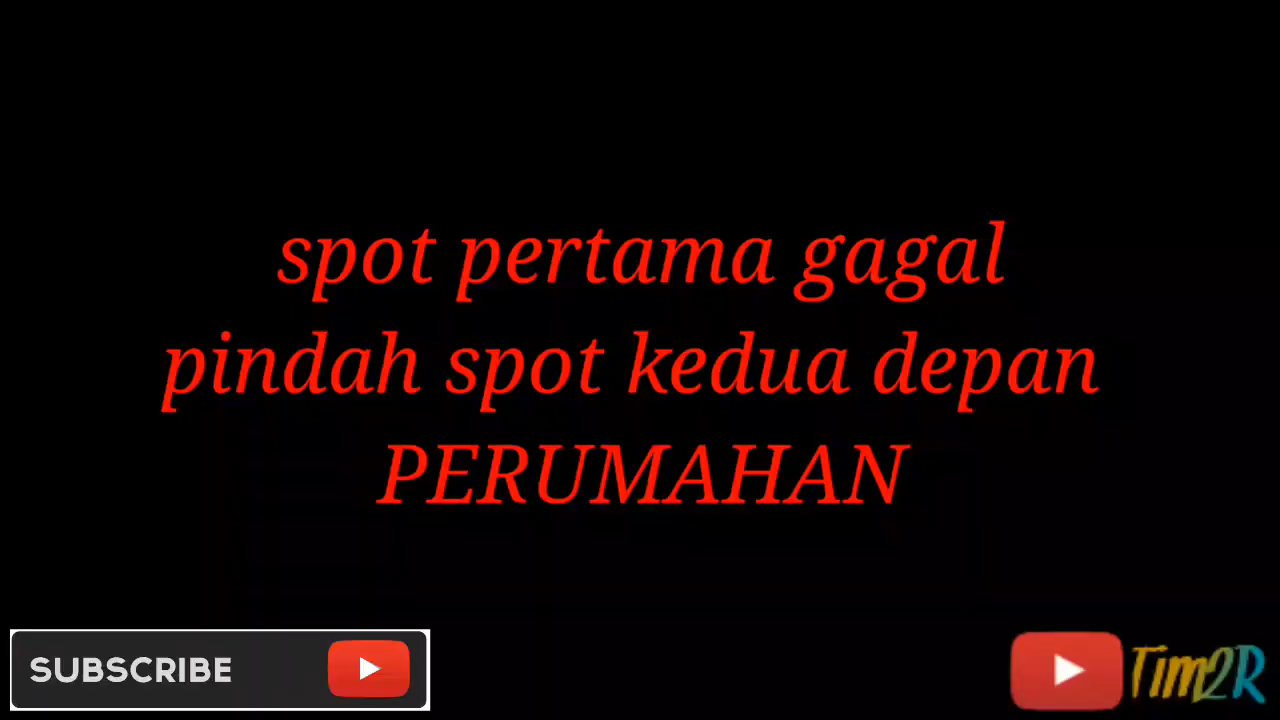 spot pertama gagal
pindah spot kedua depan
PERUMAHAN
SUBSCRIBE
Tim2R